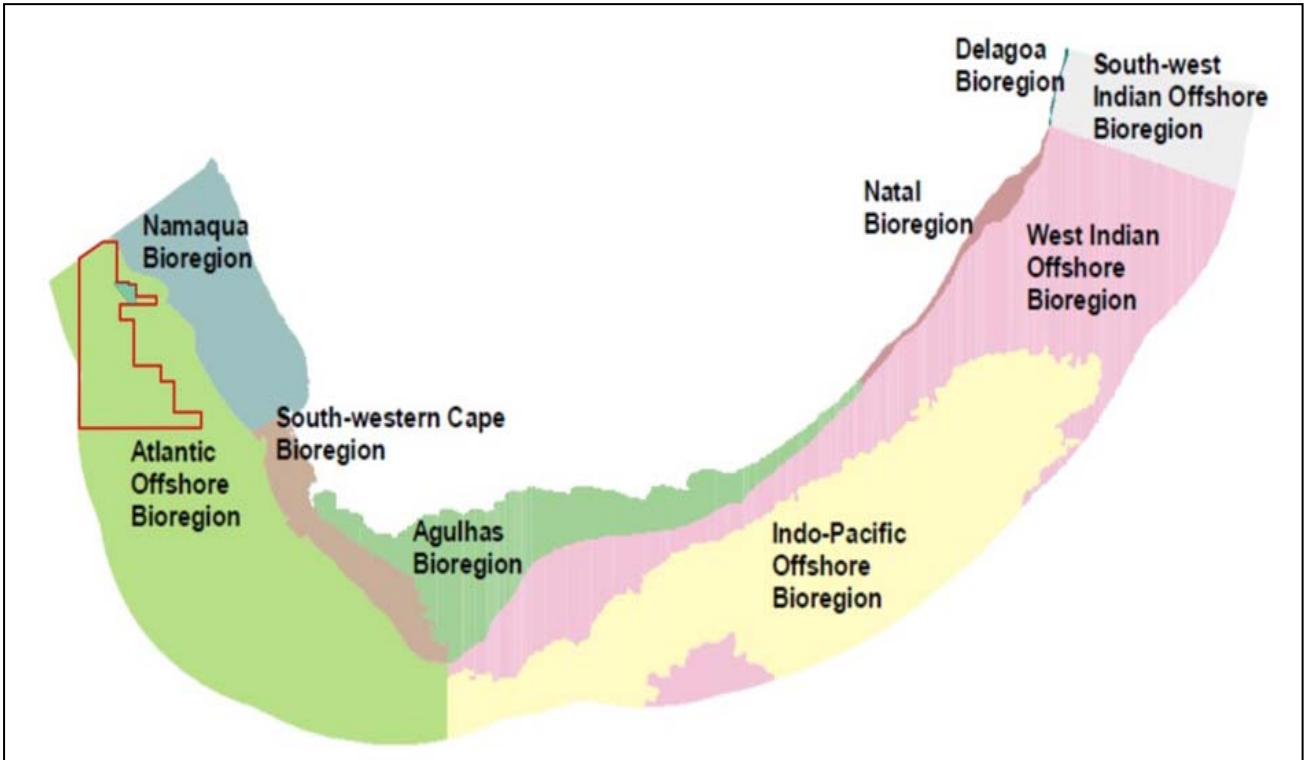 Delagoa
Bioregion
South-west
Indian Offshore
Bioregion
Natal
Bioregion
Namaqua
Bioregion
West Indian
Offshore
Bioregion
South-western Cape
Bioregion
Atlantic
Offshore
Bioregion
Agulhas
Bioregion
Indo-Pacific
Offshore
Bioregion